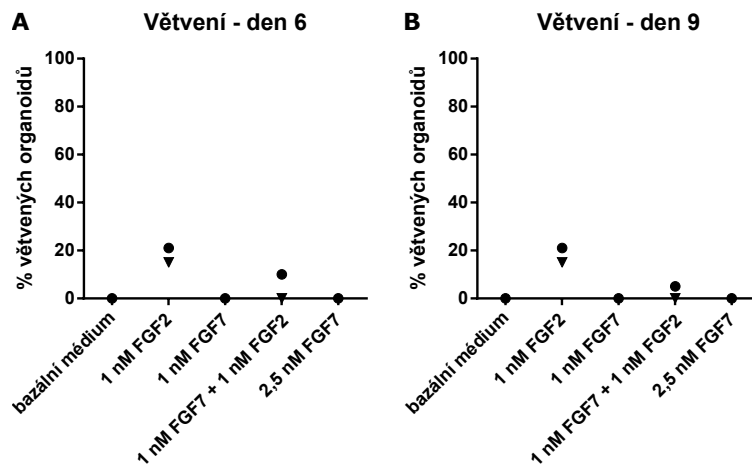 A
Větvení - den 6
% větvených organoidů
100
80
60
40
20
0
bazální médium
1 nM FGF2
1 nM FGF7
1 nM FGF7 + 1 nM FGF2
2,5 nM FGF7
B
Větvení - den 9
% větvených organoidů
100
80
60
40
20
0
bazální médium
1 nM FGF2
1 nM FGF7
1 nM FGF7 + 1 nM FGF2
2,5 nM FGF7